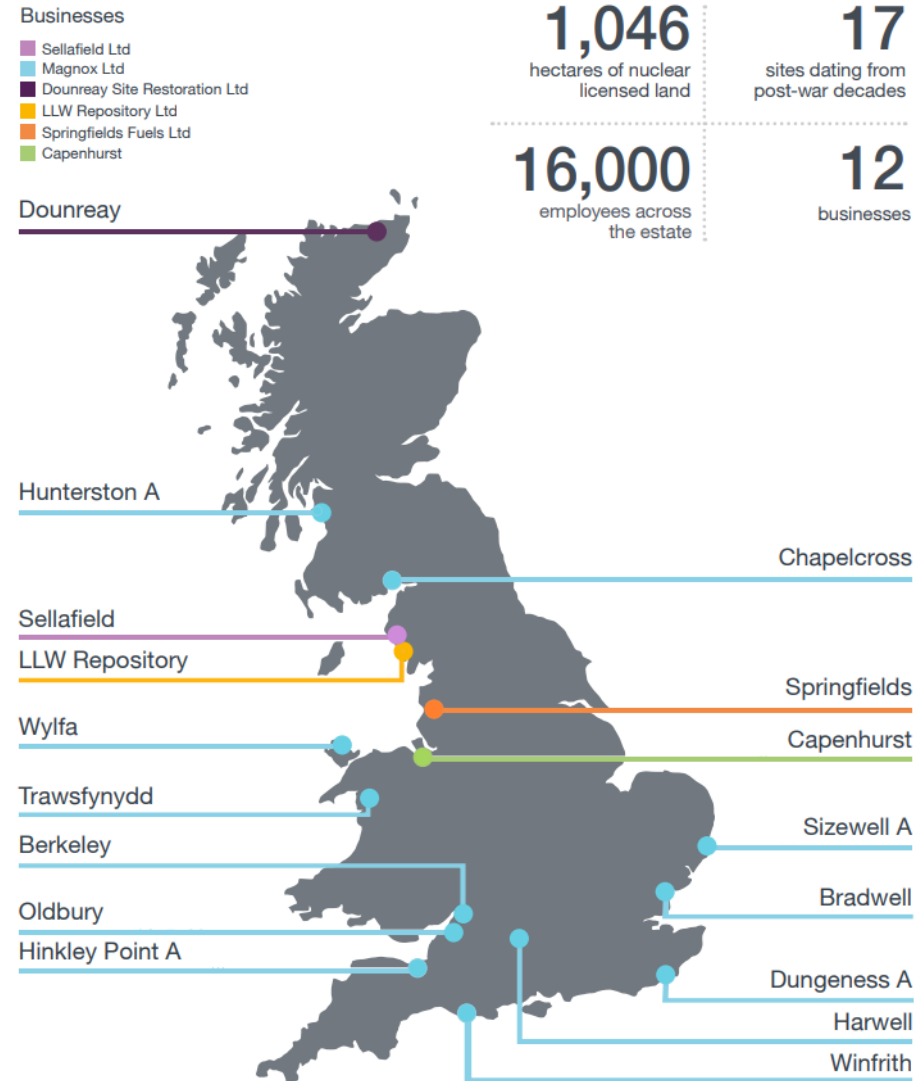 Businesses
Sellafield Ltd
Magnox Ltd
Dounreay Site Restoration Ltd
LLW Repository Ltd
Springfields Fuels Ltd
Capenhurst
1,046
hectares of nuclear
licensed land
17
sites dating from
post-war decades
16,000
employees across
the estate
12
businesses
Dounreay
Hunterston A
Chapelcross
Sellafield
LLW Repository
Springfields
Wylfa
Capenhurst
Trawsfynydd
Sizewell A
Berkeley
Bradwell
Oldbury
Hinkley Point A
Dungeness A
Harwell
Winfrith